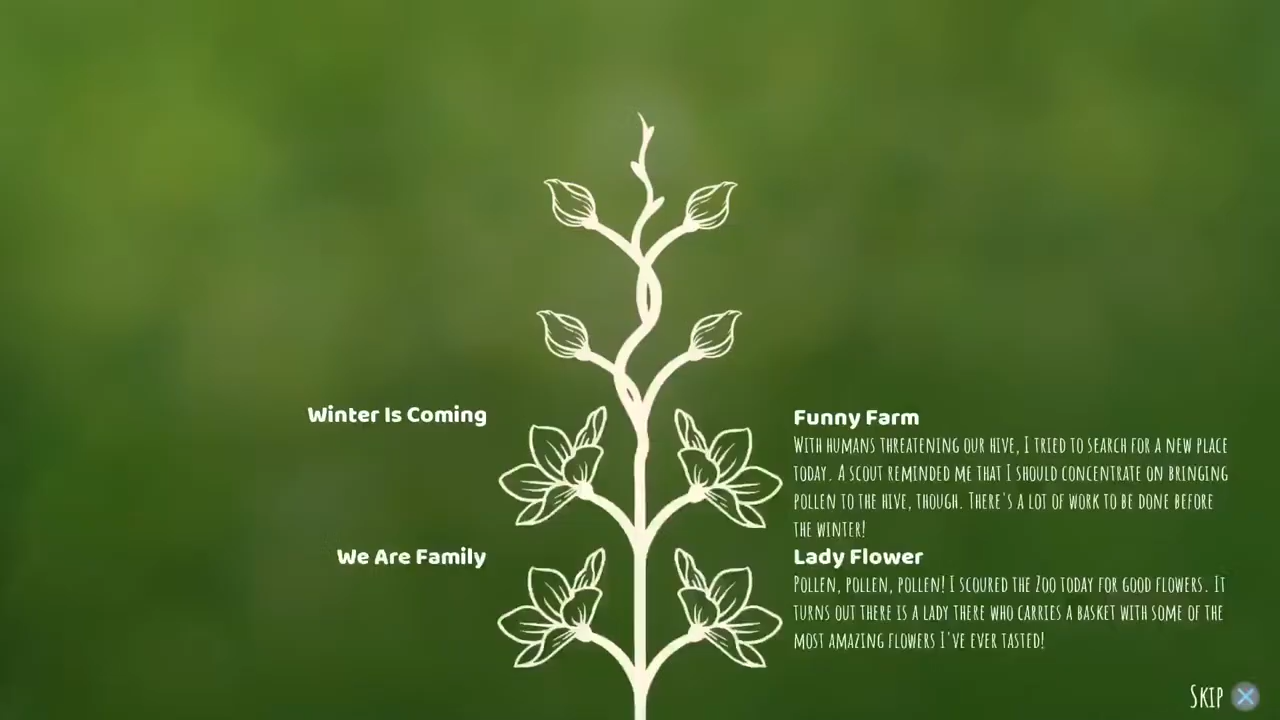 Winter Is Coming
Funny Farm
With humans threatening our hive, I tried to search for a new place
today. A scout reminded me that I should concentrate on bringing
pollen to the hive, though. There's a lot of work to be done before
the winter!
We Are Family
Lady Flower
Pollen, pollen, pollen! I scoured the Zoo today for good flowers. It
turns out there is a lady there who carries a basket with some of the
most amazing flowers I've ever tasted!
Skip